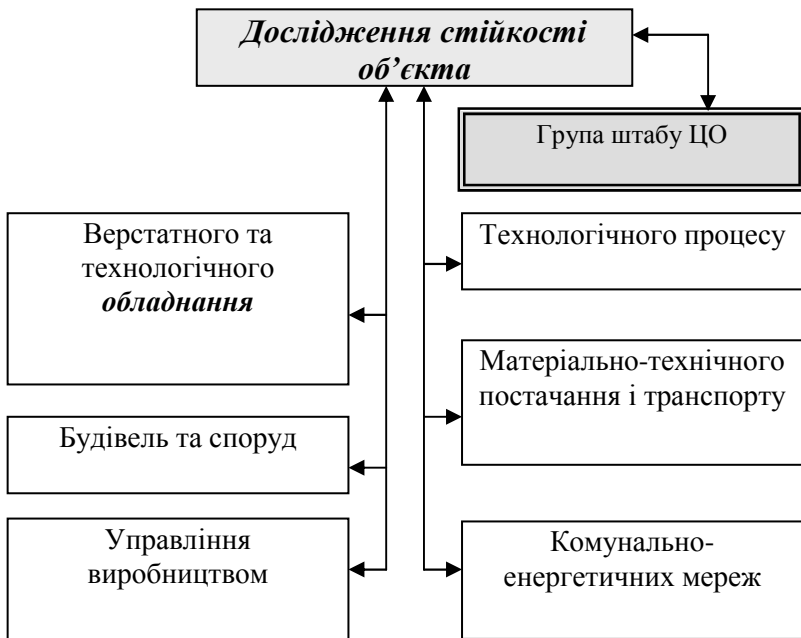 Дослідження стійкості
об’єкта
Група штабу ЦО
Верстатного та
технологічного
обладнання
Технологічного процесу
Матеріально-технічного
постачання і транспорту
Будівель та споруд
Управління
виробництвом
Комунально-
енергетичних мереж